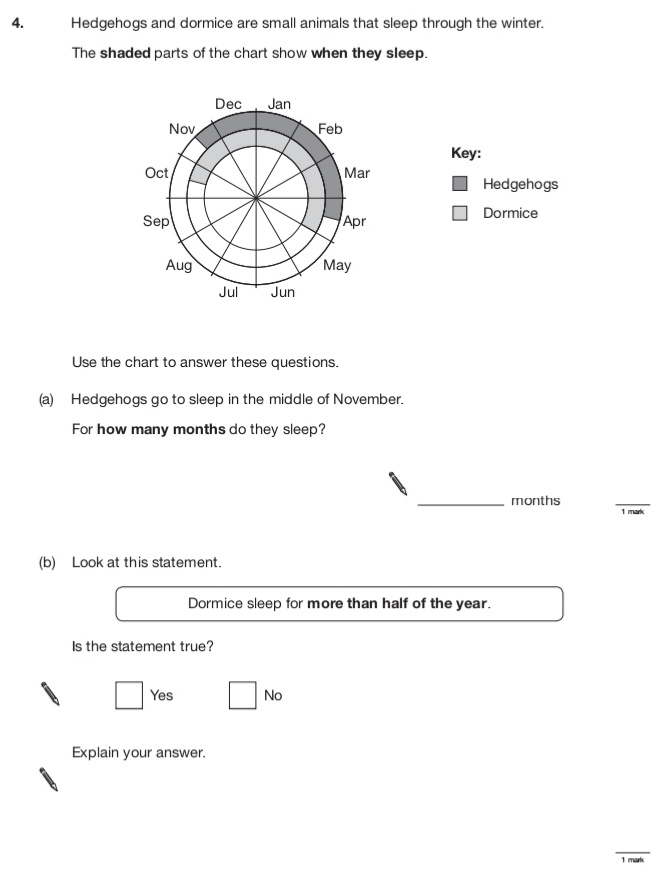 4. Hedgehogs and dormice are small animals that sleep through the winter.
The shaded parts of the chart show when they sleep.
Dec Jan
Nov Feb
Oct Mar
Sep Apr
Aug May
Jul Jun
Key:
Hedgehogs
Dormice
Use the chart to answer these questions.
(a) Hedgehogs go to sleep in the middle of November.
For how many months do they sleep?
months
1 mark
(b) Look at this statement.
Dormice sleep for more than half of the year.
Is the statement true?
Yes No
Explain your answer.
1 mark